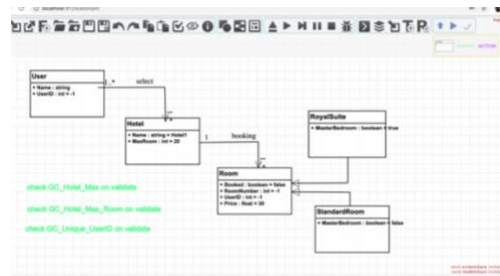 ACTION
User
+ Name : string
+ UserID : int = -1
1..*
select
Hotel
+ Name : string = Hotel1
+ MaxRoom : int = 20
1
booking
RoyalSuite
+ MasterBedroom : boolean = true
Room
+ Booked : boolean = false
+ RoomNumber : int = -1
+ UserID : int = -1
+ Price : float = 50
StandardRoom
+ MasterBedroom : boolean = false
check GC_Hotel_Max on validate
check GC_Hotel_Max_Room on validate
check GC_Unique_UserID on validate